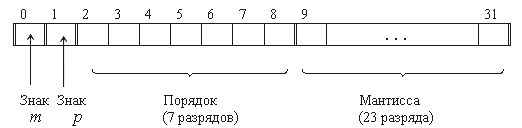 0 1 2 3 4 5 6 7 8 9 31
...
Знак Знак Порядок Мантисса
m p (7 разрядов) (23 разряда)